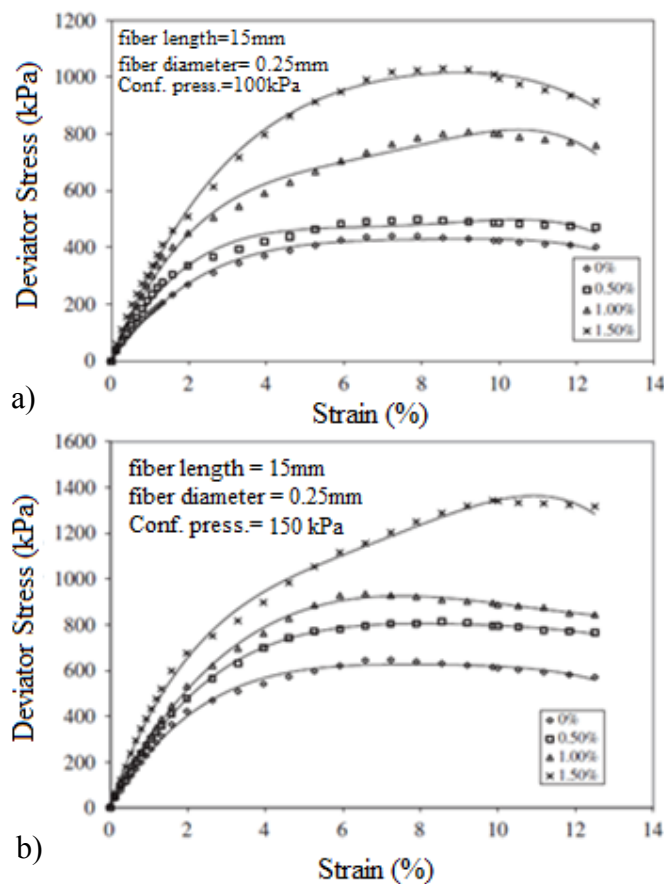 1200
fiber length=15mm
fiber diameter= 0.25mm
Conf. press.=100kPa
1000
800
600
400
200
0
Deviator Stress (kPa)
0%
0.50%
1.00%
1.50%
0 2 4 6 8 10 12 14
Strain (%)
a)
1600
fiber length = 15mm
fiber diameter = 0.25mm
Conf. press.= 150 kPa
1400
1200
1000
800
600
400
200
0
Deviator Stress (kPa)
0%
0.50%
1.00%
1.50%
0 2 4 6 8 10 12 14
Strain (%)
b)